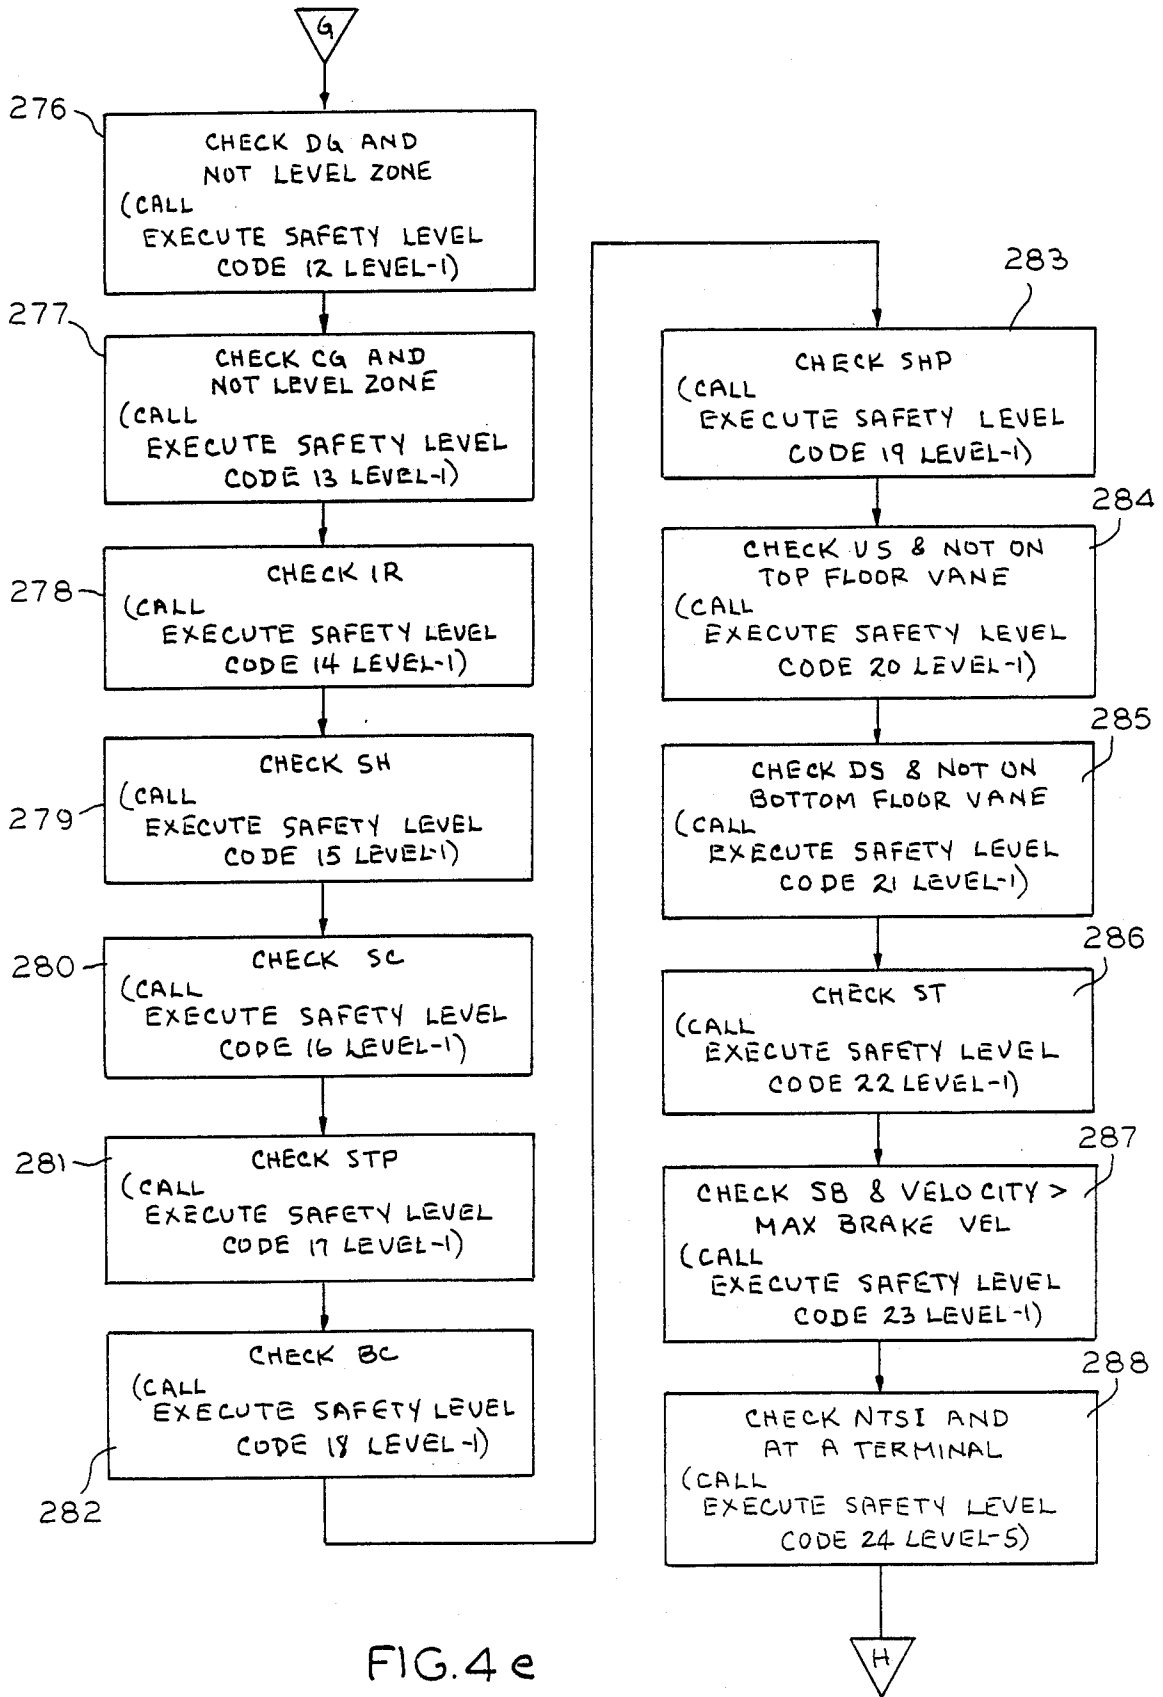 G
276
CHECK DG AND
NOT LEVEL ZONE
(CALL
EXECUTE SAFETY LEVEL
CODE 12 LEVEL-1)
277
CHECK CG AND
NOT LEVEL ZONE
(CALL
EXECUTE SAFETY LEVEL
CODE 13 LEVEL-1)
278
CHECK IR
(CALL
EXECUTE SAFETY LEVEL
CODE 14 LEVEL-1)
279
CHECK SH
(CALL
EXECUTE SAFETY LEVEL
CODE 15 LEVEL-1)
280
CHECK SC
(CALL
EXECUTE SAFETY LEVEL
CODE 16 LEVEL-1)
281
CHECK STP
(CALL
EXECUTE SAFETY LEVEL
CODE 17 LEVEL-1)
282
CHECK BC
(CALL
EXECUTE SAFETY LEVEL
CODE 18 LEVEL-1)
283
CHECK SHP
(CALL
EXECUTE SAFETY LEVEL
CODE 19 LEVEL-1)
284
CHECK US & NOT ON
TOP FLOOR VANE
(CALL
EXECUTE SAFETY LEVEL
CODE 20 LEVEL-1)
285
CHECK DS & NOT ON
BOTTOM FLOOR VANE
(CALL
EXECUTE SAFETY LEVEL
CODE 21 LEVEL-1)
286
CHECK ST
(CALL
EXECUTE SAFETY LEVEL
CODE 22 LEVEL-1)
287
CHECK SB & VELOCITY >
MAX BRAKE VEL
(CALL
EXECUTE SAFETY LEVEL
CODE 23 LEVEL-1)
288
CHECK NTSI AND
AT A TERMINAL
(CALL
EXECUTE SAFETY LEVEL
CODE 24 LEVEL-5)
H
FIG. 4e